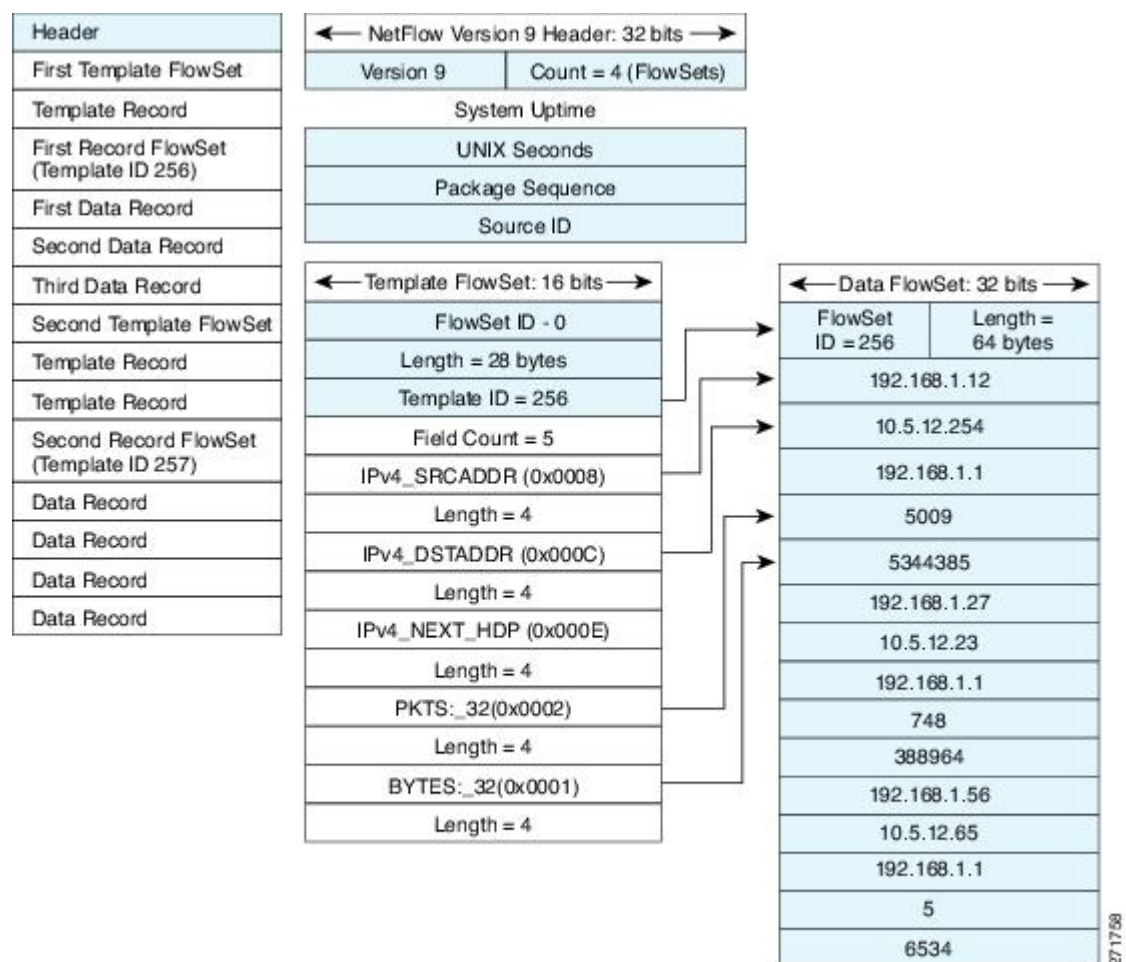 Header
First Template FlowSet
Template Record
First Record FlowSet
(Template ID 256)
First Data Record
Second Data Record
Third Data Record
Second Template FlowSet
Template Record
Template Record
Second Record FlowSet
(Template ID 257)
Data Record
Data Record
Data Record
Data Record
NetFlow Version 9 Header: 32 bits
Version 9
Count = 4 (FlowSets)
System Uptime
UNIX Seconds
Package Sequence
Source ID
Template FlowSet: 16 bits
FlowSet ID - 0
Length = 28 bytes
Template ID = 256
Field Count = 5
IPv4_SRCADDR (0x0008)
Length = 4
IPv4_DSTADDR (0x000C)
Length = 4
IPv4_NEXT_HDP (0x000E)
Length = 4
PKTS:_32(0x0002)
Length = 4
BYTES:_32(0x0001)
Length = 4
Data FlowSet: 32 bits
FlowSet
ID = 256
Length =
64 bytes
192.168.1.12
10.5.12.254
192.168.1.1
5009
5344385
192.168.1.27
10.5.12.23
192.168.1.1
748
388964
192.168.1.56
10.5.12.65
192.168.1.1
5
6534
271758